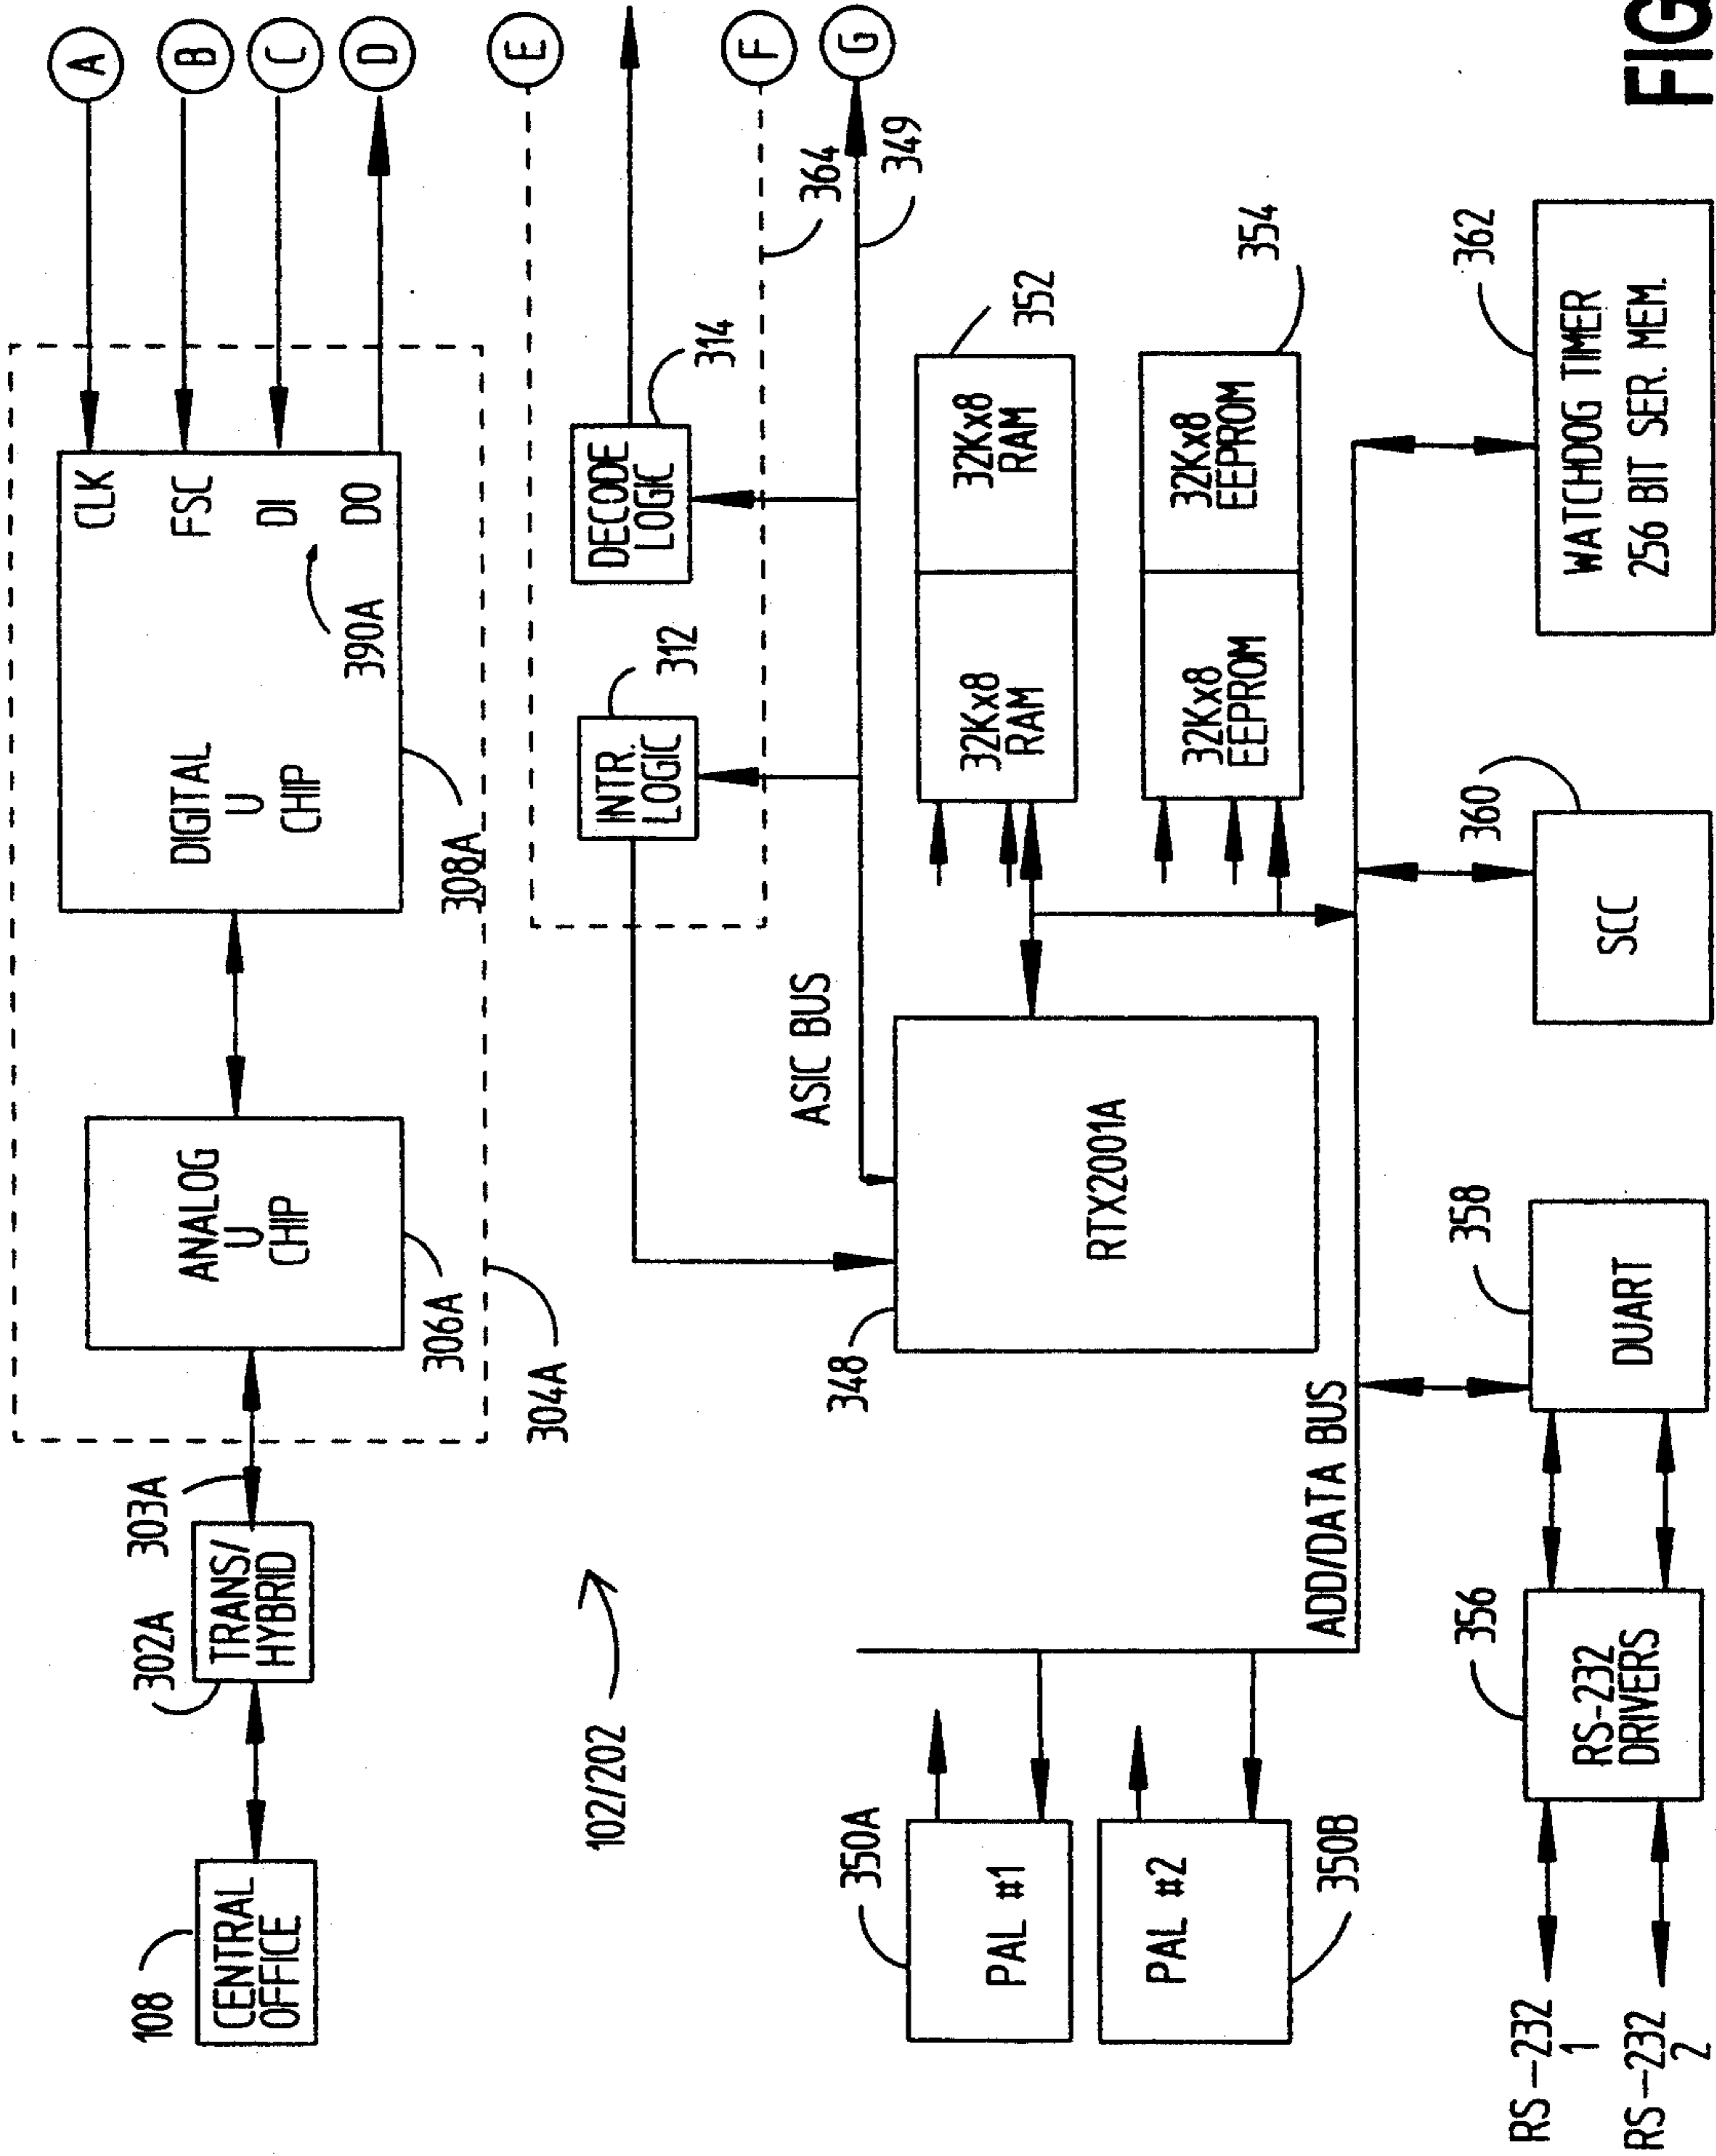 108
CENTRAL
OFFICE
302A
TRANS/
HYBRID
303A
304A
ANALOG
U
CHIP
306A
DIGITAL
U
CHIP
308A
390A
CLK
FSC
DI
DO
A
B
C
D
102/202
E
F
G
INTR.
LOGIC
312
DECODE
LOGIC
314
364
349
ASIC BUS
348
RTX2001A
32Kx8
RAM
32Kx8
RAM
352
32Kx8
EEPROM
32Kx8
EEPROM
354
350A
PAL #1
PAL #2
350B
ADD/DATA BUS
RS-232
1
RS-232
2
356
RS-232
DRIVERS
358
DUART
360
SCC
362
WATCHDOG TIMER
256 BIT SER. MEM.
FIG